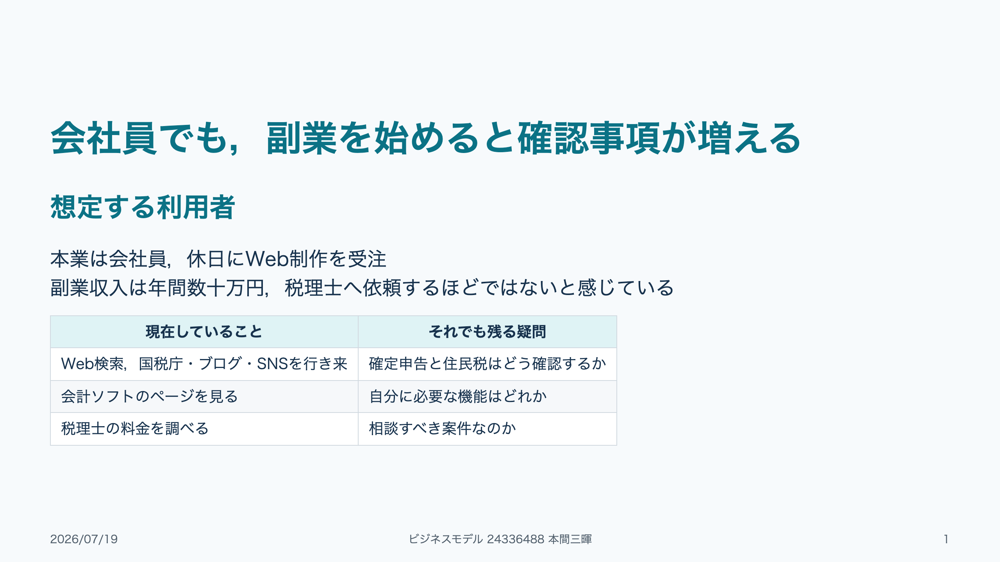 会社員でも，副業を始めると確認事項が増える
想定する利用者
本業は会社員，休日にWeb制作を受注
副業収入は年間数十万円，税理士へ依頼するほどではないと感じている
現在していること
それでも残る疑問
Web検索，国税庁・ブログ・SNSを行き来
確定申告と住民税はどう確認するか
会計ソフトのページを見る
自分に必要な機能はどれか
税理士の料金を調べる
相談すべき案件なのか
2026/07/19
ビジネスモデル 24336488 本間三暉
1